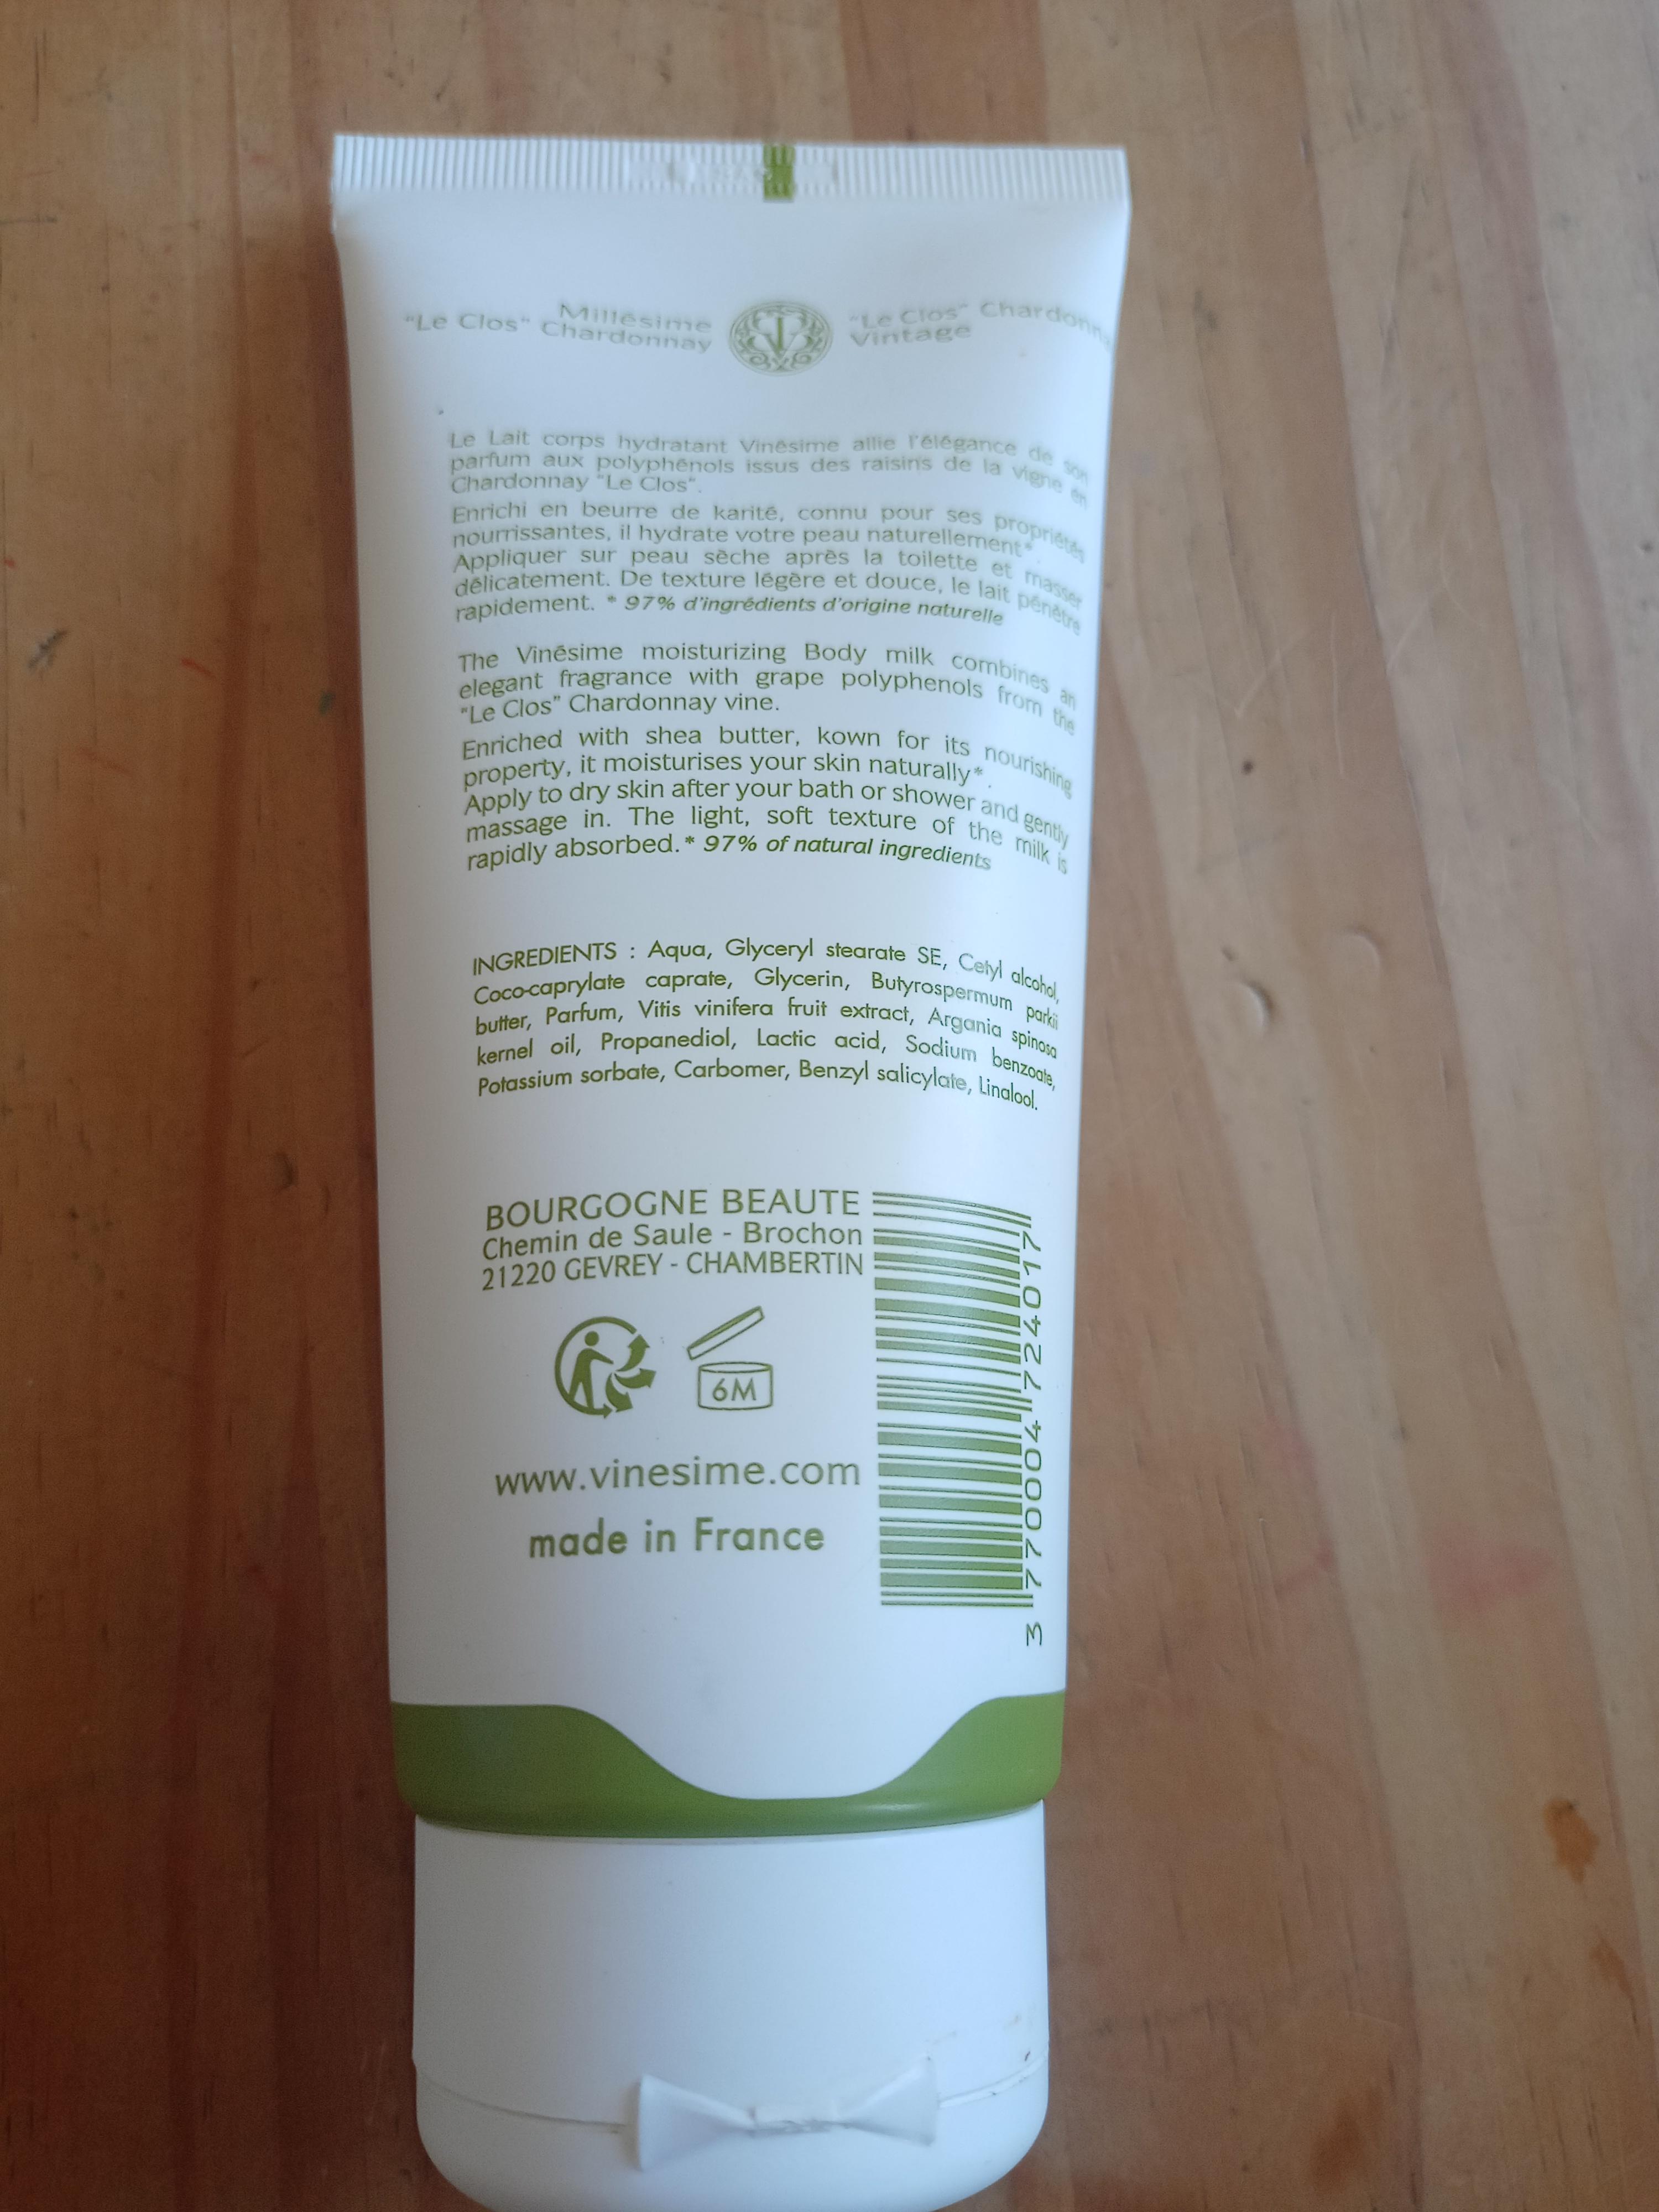 Millésime
"Le Clos" Chardonnay
"Le Clos" Chardonnay
Vintage
Le Lait corps hydratant Vinésime allie l'élégance de son
parfum aux polyphénols issus des raisins de la vigne en
Chardonnay "Le Clos".
Enrichi en beurre de karité, connu pour ses propriétés
nourrissantes, il hydrate votre peau naturellement*.
Appliquer sur peau sèche après la toilette et masser
délicatement. De texture légère et douce, le lait pénètre
rapidement. * 97% d'ingrédients d'origine naturelle
The Vinésime moisturizing Body milk combines an
elegant fragrance with grape polyphenols from the
"Le Clos" Chardonnay vine.
Enriched with shea butter, kown for its nourishing
property, it moisturises your skin naturally*.
Apply to dry skin after your bath or shower and gently
massage in. The light, soft texture of the milk is
rapidly absorbed. * 97% of natural ingredients
INGREDIENTS : Aqua, Glyceryl stearate SE, Cetyl alcohol,
Coco-caprylate caprate, Glycerin, Butyrospermum parkii
butter, Parfum, Vitis vinifera fruit extract, Argania spinosa
kernel oil, Propanediol, Lactic acid, Sodium benzoate,
Potassium sorbate, Carbomer, Benzyl salicylate, Linalool.
BOURGOGNE BEAUTE
Chemin de Saule - Brochon
21220 GEVREY - CHAMBERTIN
6M
www.vinesime.com
made in France
3 770004 724017